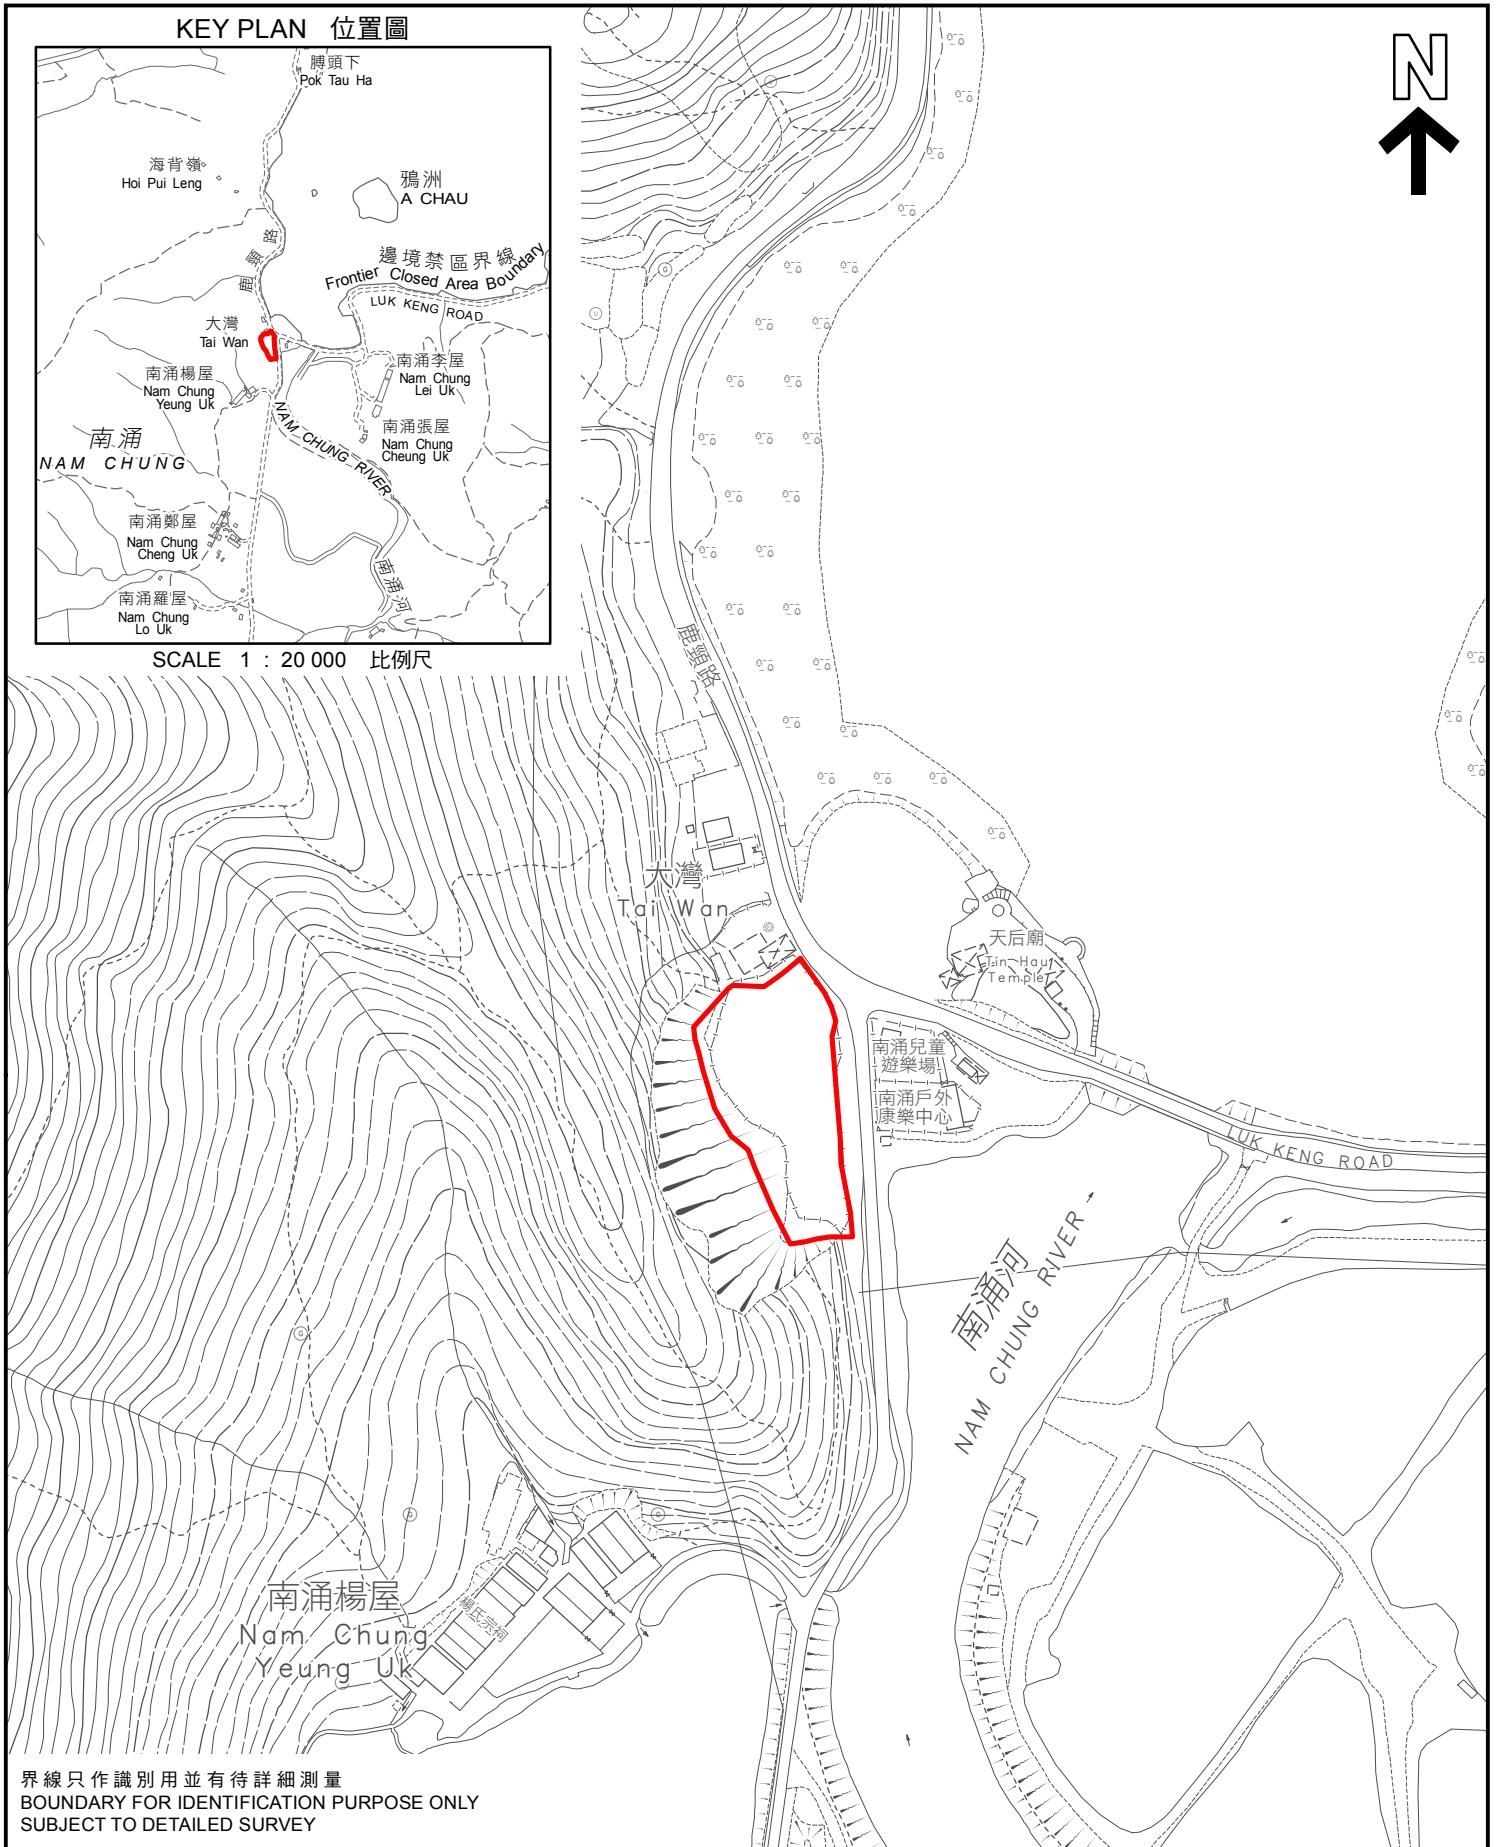 KEY PLAN 位置圖
N
膊頭下
Pok Tau Ha
海背嶺
Hoi Pui Leng
鴉洲
A CHAU
鹿頸路
邊境禁區界線
Frontier Closed Area Boundary
LUK KENG ROAD
大灣
Tai Wan
南涌李屋
Nam Chung
Lei Uk
南涌楊屋
Nam Chung
Yeung Uk
NAM CHUNG RIVER
南涌張屋
Nam Chung
Cheung Uk
南涌
NAM CHUNG
南涌鄭屋
Nam Chung
Cheng Uk
南涌河
南涌羅屋
Nam Chung
Lo Uk
SCALE 1 : 20 000 比例尺
鹿頸路
大灣
Tai Wan
天后廟
Tin Hau
Temple
南涌兒童
遊樂場
南涌戶外
康樂中心
LUK KENG ROAD
南涌河
NAM CHUNG RIVER
南涌楊屋
Nam Chung
Yeung Uk
楊氏宗祠
界線只作識別用並有待詳細測量
BOUNDARY FOR IDENTIFICATION PURPOSE ONLY
SUBJECT TO DETAILED SURVEY